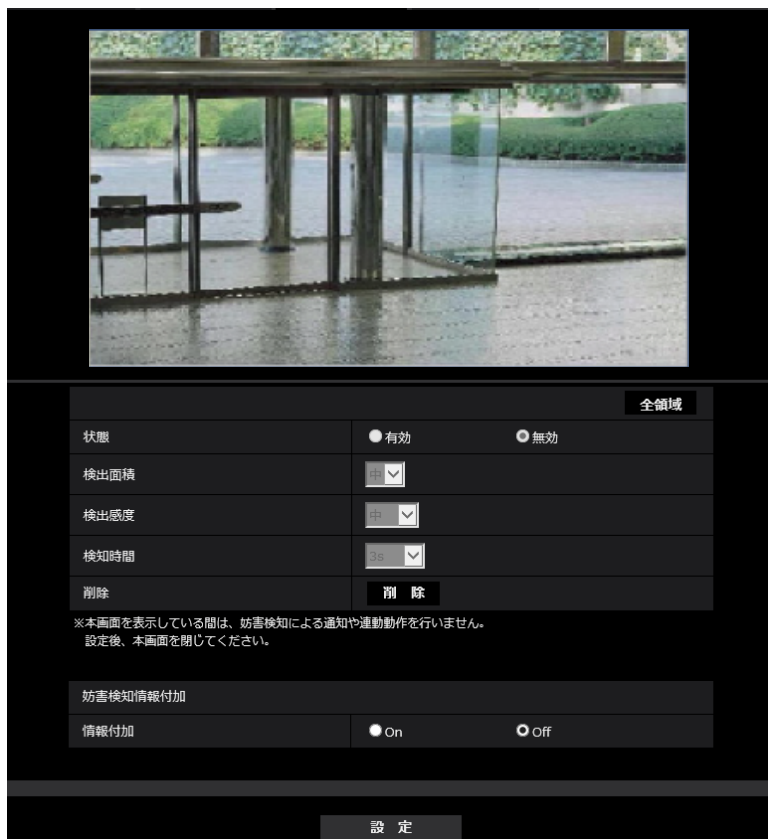 全領域
状態 有効 無効
検出面積 中
検出感度 中
検知時間 3s
削除 削 除
※本画面を表示している間は、妨害検知による通知や連動動作を行いません。
設定後、本画面を閉じてください。
妨害検知情報付加
情報付加 On Off
設 定